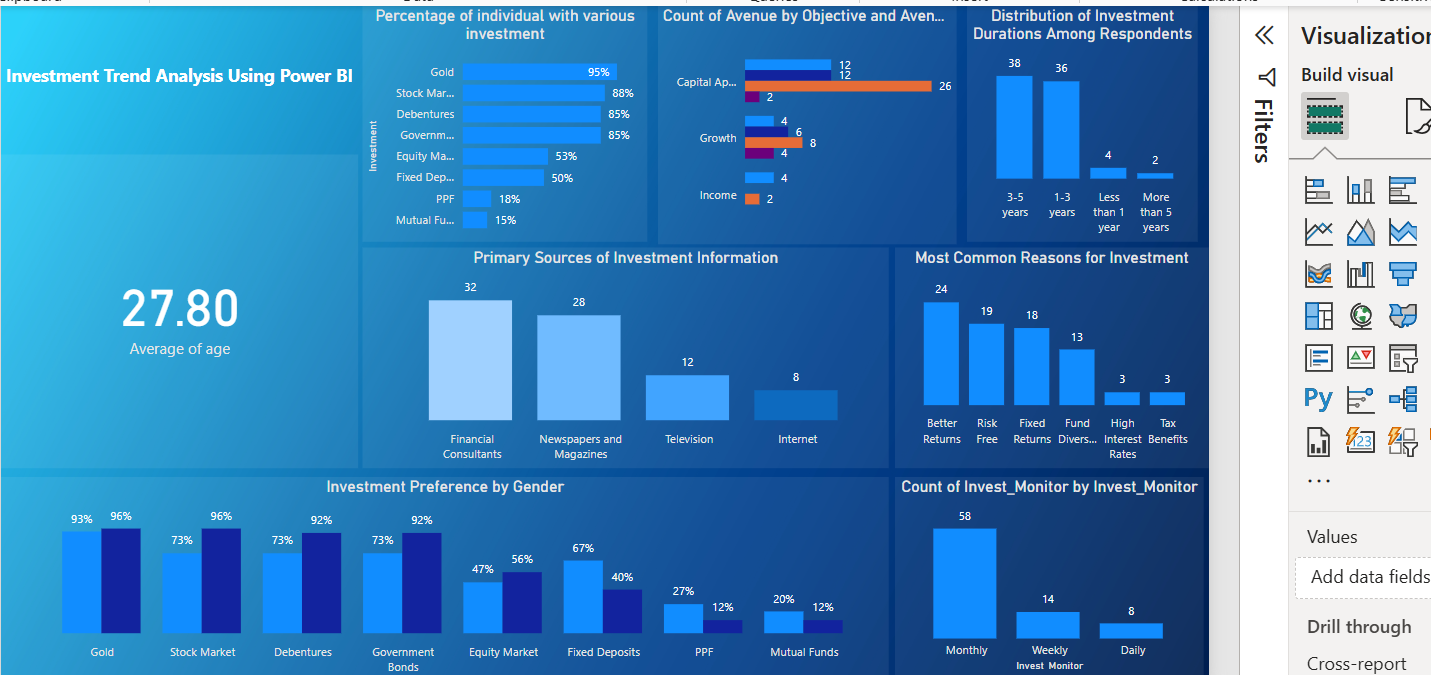 Investment Trend Analysis Using Power BI
27.80
Average of age
Percentage of individual with various
investment
Investment
Gold
95%
Stock Mar...
88%
Debentures
85%
Governm...
85%
Equity Ma...
53%
Fixed Dep...
50%
PPF
18%
Mutual Fu...
15%
Count of Avenue by Objective and Aven...
Capital Ap...
12
12
26
2
Growth
4
6
8
4
Income
4
2
Distribution of Investment
Durations Among Respondents
38
36
4
2
3-5
years
1-3
years
Less
than 1
year
More
than 5
years
Primary Sources of Investment Information
32
28
12
8
Financial
Consultants
Newspapers and
Magazines
Television
Internet
Most Common Reasons for Investment
24
19
18
13
3
3
Better
Returns
Risk
Free
Fixed
Returns
Fund
Divers...
High
Interest
Rates
Tax
Benefits
Investment Preference by Gender
93%
96%
73%
96%
73%
92%
73%
92%
47%
56%
67%
40%
27%
12%
20%
12%
Gold
Stock Market
Debentures
Government
Bonds
Equity Market
Fixed Deposits
PPF
Mutual Funds
Count of Invest_Monitor by Invest_Monitor
58
14
8
Monthly
Weekly
Daily
Invest Monitor
Filters
Build visual
Py
123
...
Values
Add data fields
Drill through
Cross-report